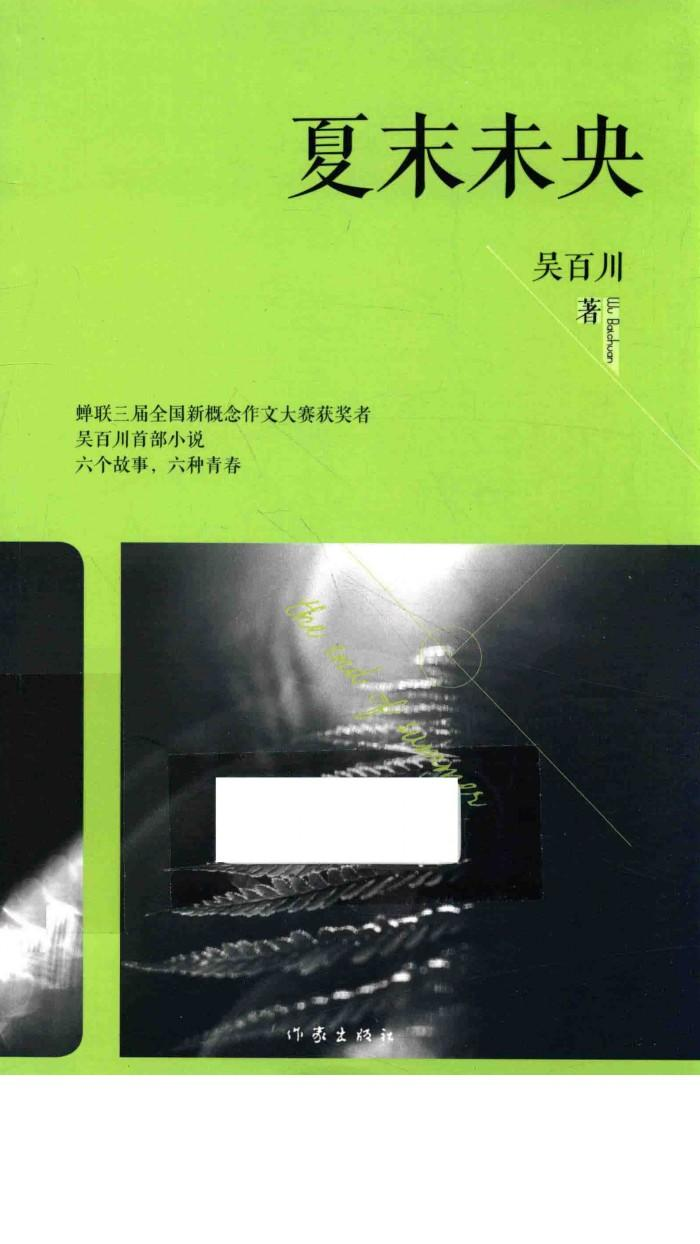 夏末未央
吴百川
著
Wu Baichuan
蝉联三届全国新概念作文大赛获奖者
吴百川首部小说
六个故事，六种青春
the end of summer
作家出版社